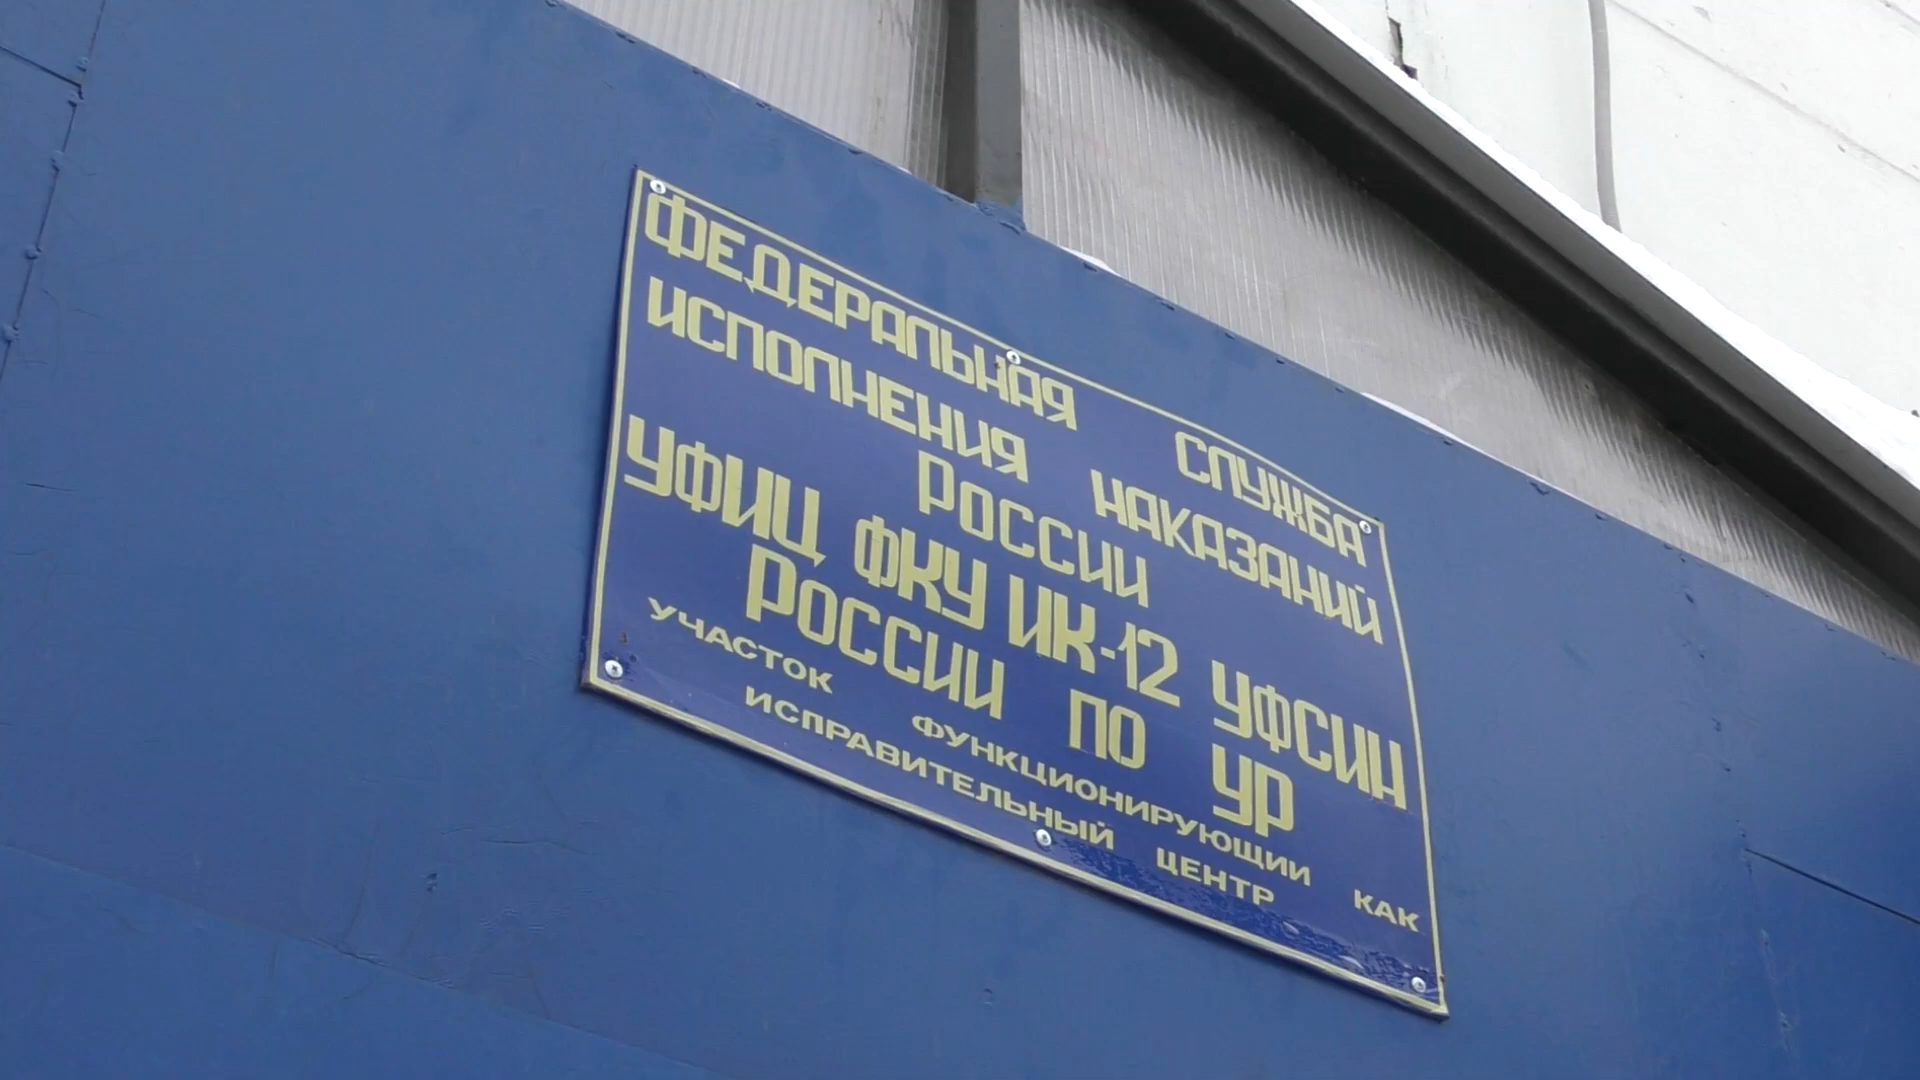 ФЕДЕРАЛЬНАЯ СЛУЖБА
ИСПОЛНЕНИЯ НАКАЗАНИЙ
РОССИИ
УФИЦ ФКУ ИК-12 УФСИН
РОССИИ ПО УР
УЧАСТОК ФУНКЦИОНИРУЮЩИИ КАК
ИСПРАВИТЕЛЬНЫЙ ЦЕНТР